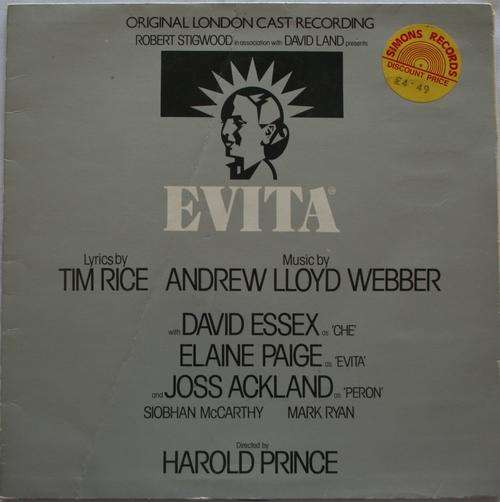 ORIGINAL LONDON CAST RECORDING
ROBERT STIGWOOD in association with DAVID LAND presents
SIMONS RECORDS
DISCOUNT PRICE
£4-49
EVITA®
Lyrics by
TIM RICE
Music by
ANDREW LLOYD WEBBER
with DAVID ESSEX as 'CHE'
ELAINE PAIGE as 'EVITA'
and JOSS ACKLAND as 'PERON'
SIOBHAN McCARTHY MARK RYAN
Directed by
HAROLD PRINCE